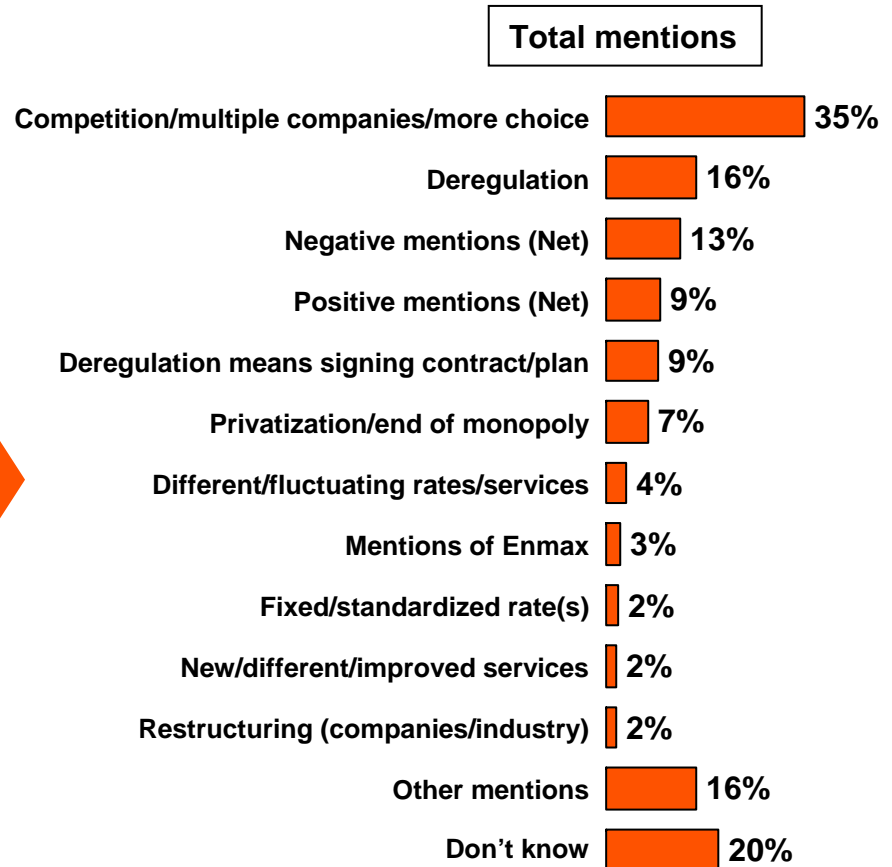 Total mentions
Competition/multiple companies/more choice 35%
Deregulation 16%
Negative mentions (Net) 13%
Positive mentions (Net) 9%
Deregulation means signing contract/plan 9%
Privatization/end of monopoly 7%
Different/fluctuating rates/services 4%
Mentions of Enmax 3%
Fixed/standardized rate(s) 2%
New/different/improved services 2%
Restructuring (companies/industry) 2%
Other mentions 16%
Don’t know 20%